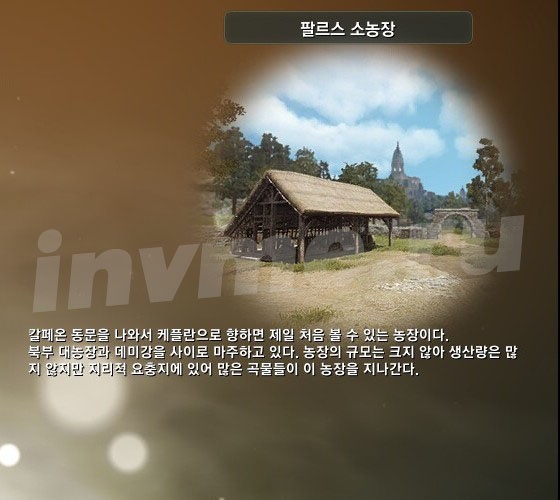 팔르스 소농장
칼페온 동문을 나와서 케플란으로 향하면 제일 처음 볼 수 있는 농장이다.
북부 대농장과 데미강을 사이로 마주하고 있다. 농장의 규모는 크지 않아 생산량은 많
지 않지만 지리적 요충지에 있어 많은 곡물들이 이 농장을 지나간다.